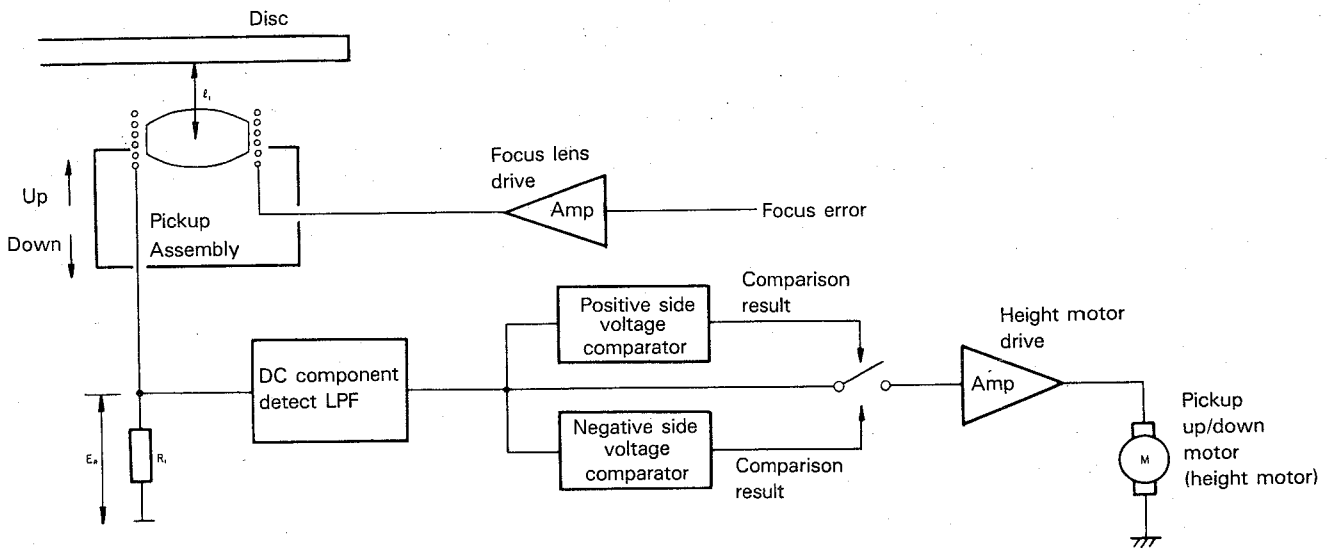 Disc
ℓ₁
Focus lens
drive
Amp
Focus error
Up
Down
Pickup
Assembly
Positive side
voltage
comparator
Comparison
result
Height motor
drive
DC component
detect LPF
Amp
Negative side
voltage
comparator
Comparison
result
Pickup
up/down
motor
(height motor)
M
R₁